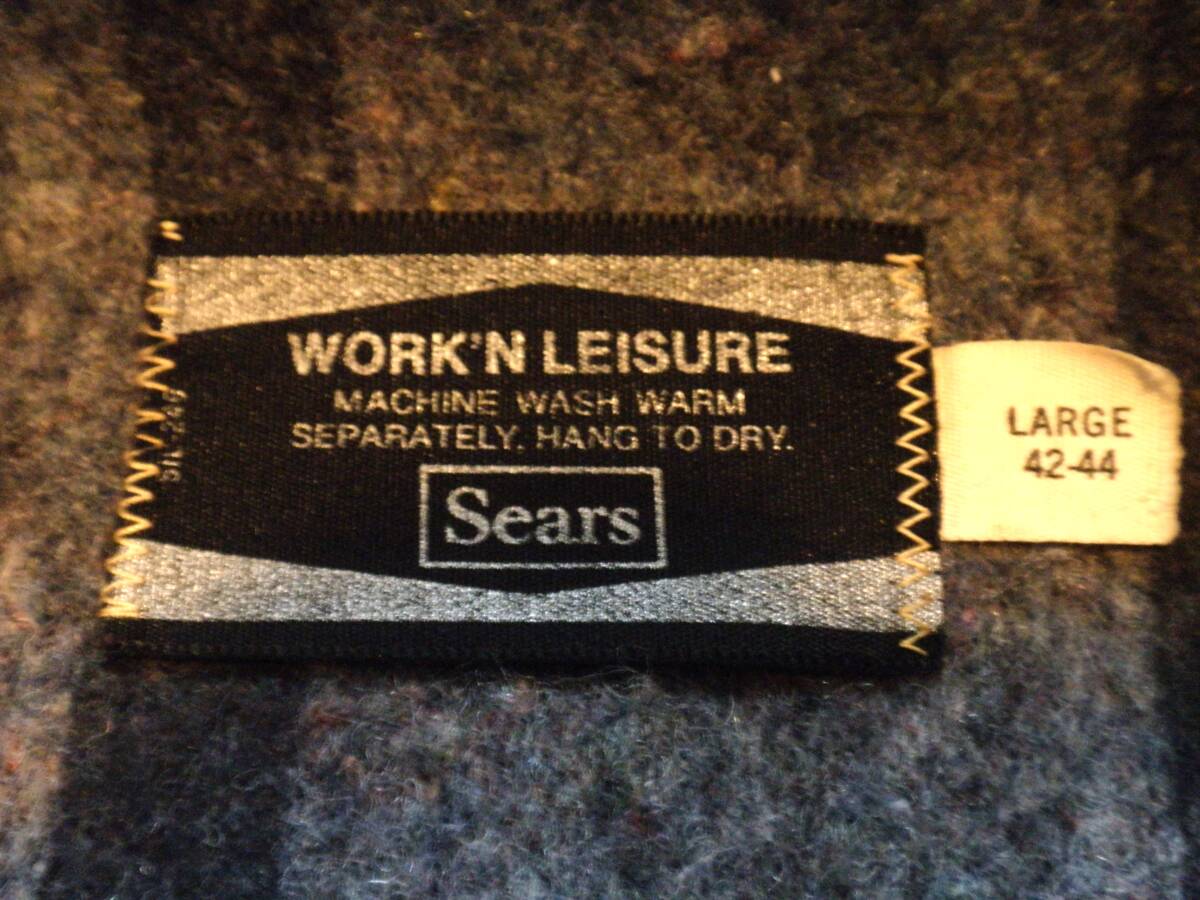 WORK'N LEISURE
MACHINE WASH WARM
SEPARATELY. HANG TO DRY.
Sears
LARGE
42-44